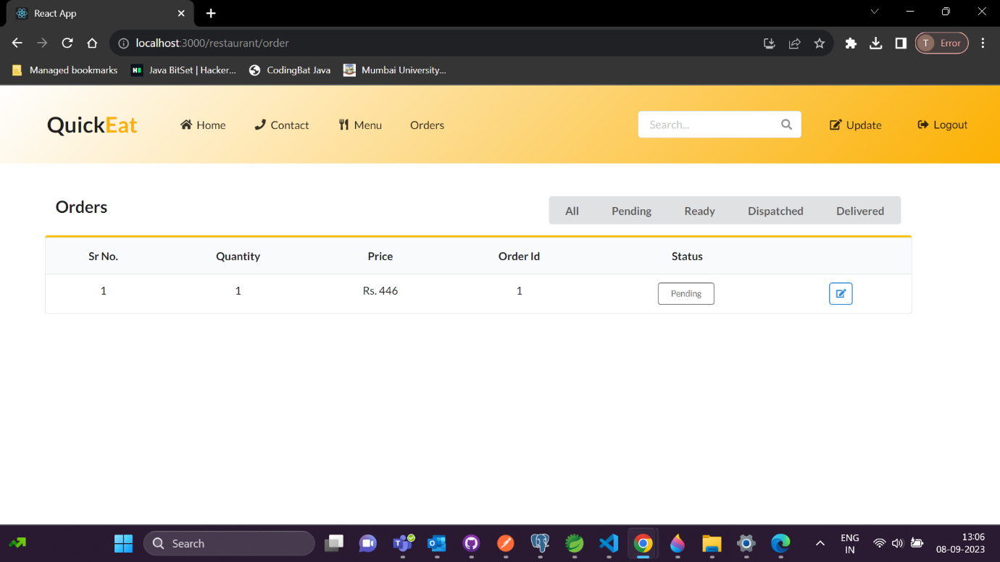 React App
localhost:3000/restaurant/order
T Error
Managed bookmarks
Java BitSet | Hacker...
CodingBat Java
Mumbai University...
QuickEat
Home
Contact
Menu
Orders
Search...
Update
Logout
Orders
All Pending Ready Dispatched Delivered
Sr No. Quantity Price Order Id Status
1 1 Rs. 446 1 Pending
Search
ENG
IN
13:06
08-09-2023